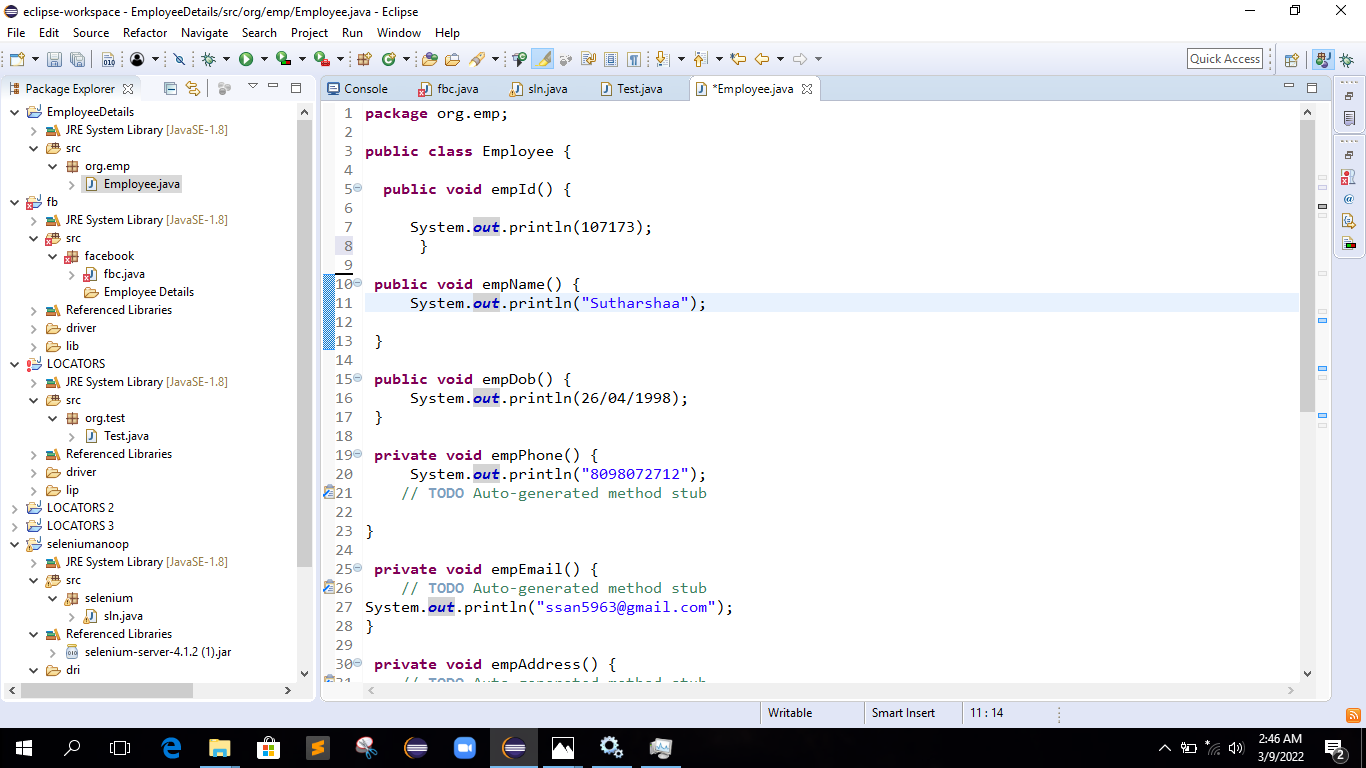 eclipse-workspace - EmployeeDetails/src/org/emp/Employee.java - Eclipse
File Edit Source Refactor Navigate Search Project Run Window Help
Quick Access
Package Explorer
EmployeeDetails
JRE System Library [JavaSE-1.8]
src
org.emp
Employee.java
fb
JRE System Library [JavaSE-1.8]
src
facebook
fbc.java
Employee Details
Referenced Libraries
driver
lib
LOCATORS
JRE System Library [JavaSE-1.8]
src
org.test
Test.java
Referenced Libraries
driver
lip
LOCATORS 2
LOCATORS 3
seleniumanoop
JRE System Library [JavaSE-1.8]
src
selenium
sln.java
Referenced Libraries
selenium-server-4.1.2 (1).jar
dri
Console fbc.java sln.java Test.java *Employee.java
1 package org.emp;
2
3 public class Employee {
4
5 public void empId() {
6
7 System.out.println(107173);
8 }
9
10 public void empName() {
11 System.out.println("Sutharshaa");
12
13 }
14
15 public void empDob() {
16 System.out.println(26/04/1998);
17 }
18
19 private void empPhone() {
20 System.out.println("8098072712");
21 // TODO Auto-generated method stub
22
23 }
24
25 private void empEmail() {
26 // TODO Auto-generated method stub
27 System.out.println("ssan5963@gmail.com");
28 }
29
30 private void empAddress() {
31 // TODO Auto-generated method stub
Writable Smart Insert 11 : 14
2:46 AM
3/9/2022
2